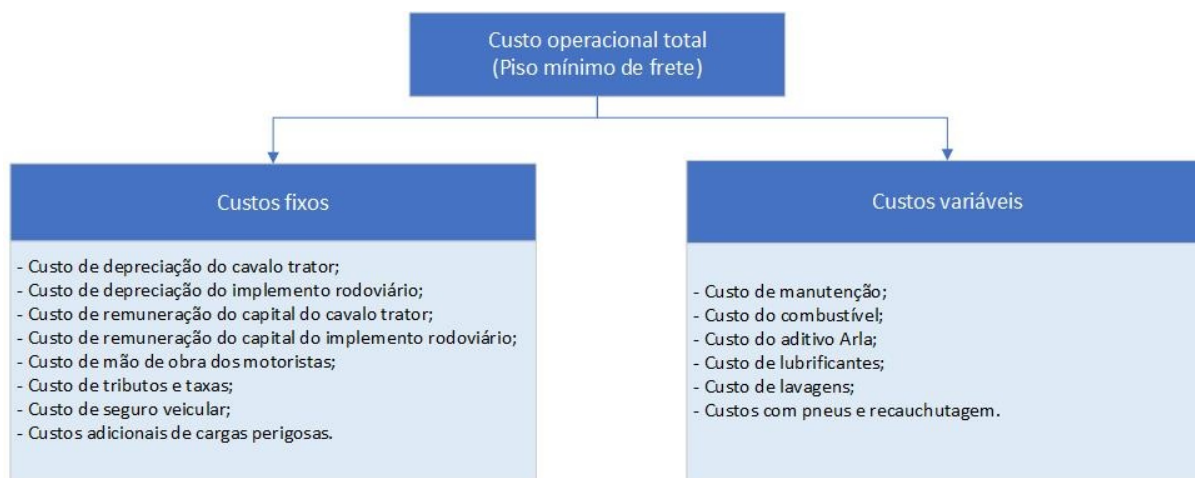 Custo operacional total
(Piso mínimo de frete)
Custos fixos
- Custo de depreciação do cavalo trator;
- Custo de depreciação do implemento rodoviário;
- Custo de remuneração do capital do cavalo trator;
- Custo de remuneração do capital do implemento rodoviário;
- Custo de mão de obra dos motoristas;
- Custo de tributos e taxas;
- Custo de seguro veicular;
- Custos adicionais de cargas perigosas.
Custos variáveis
- Custo de manutenção;
- Custo do combustível;
- Custo do aditivo Arla;
- Custo de lubrificantes;
- Custo de lavagens;
- Custos com pneus e recauchutagem.